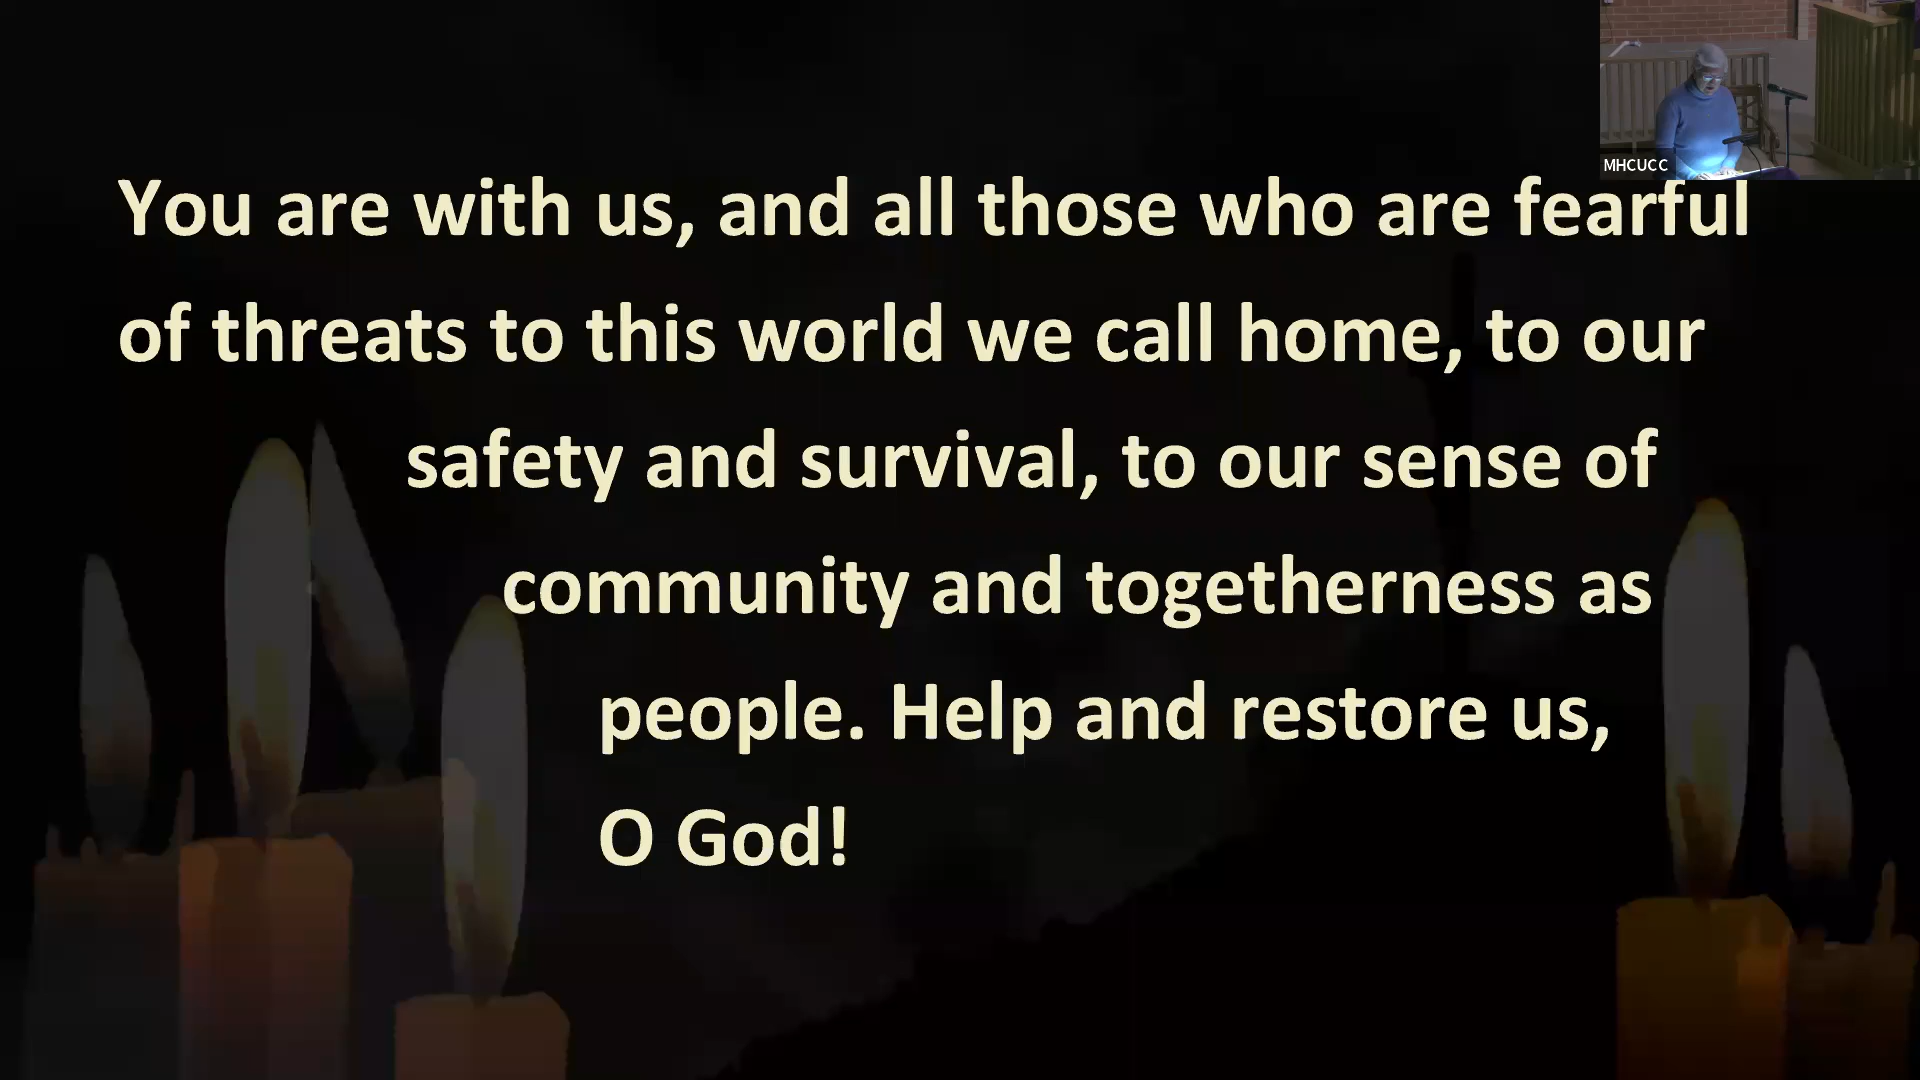 MHCUCC
You are with us, and all those who are fearful
of threats to this world we call home, to our
safety and survival, to our sense of
community and togetherness as
people. Help and restore us,
O God!